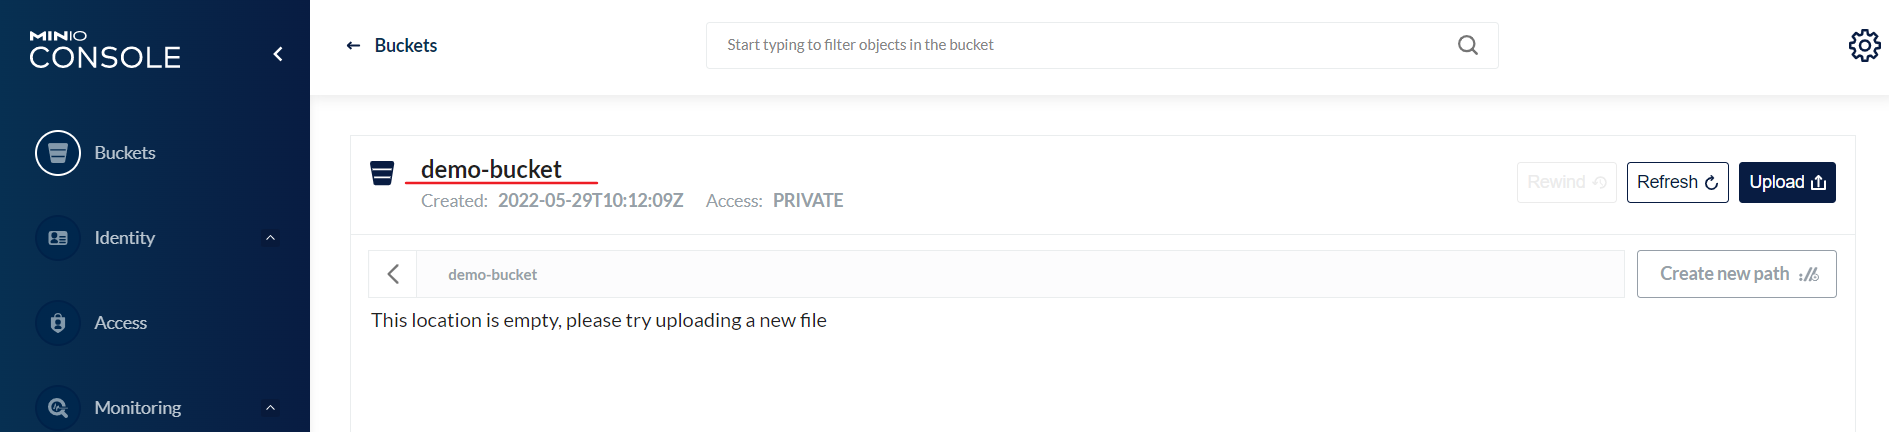 MINIO
CONSOLE
Buckets
Identity
Access
Monitoring
Buckets
Start typing to filter objects in the bucket
demo-bucket
Created: 2022-05-29T10:12:09Z Access: PRIVATE
Rewind
Refresh
Upload
demo-bucket
Create new path
This location is empty, please try uploading a new file